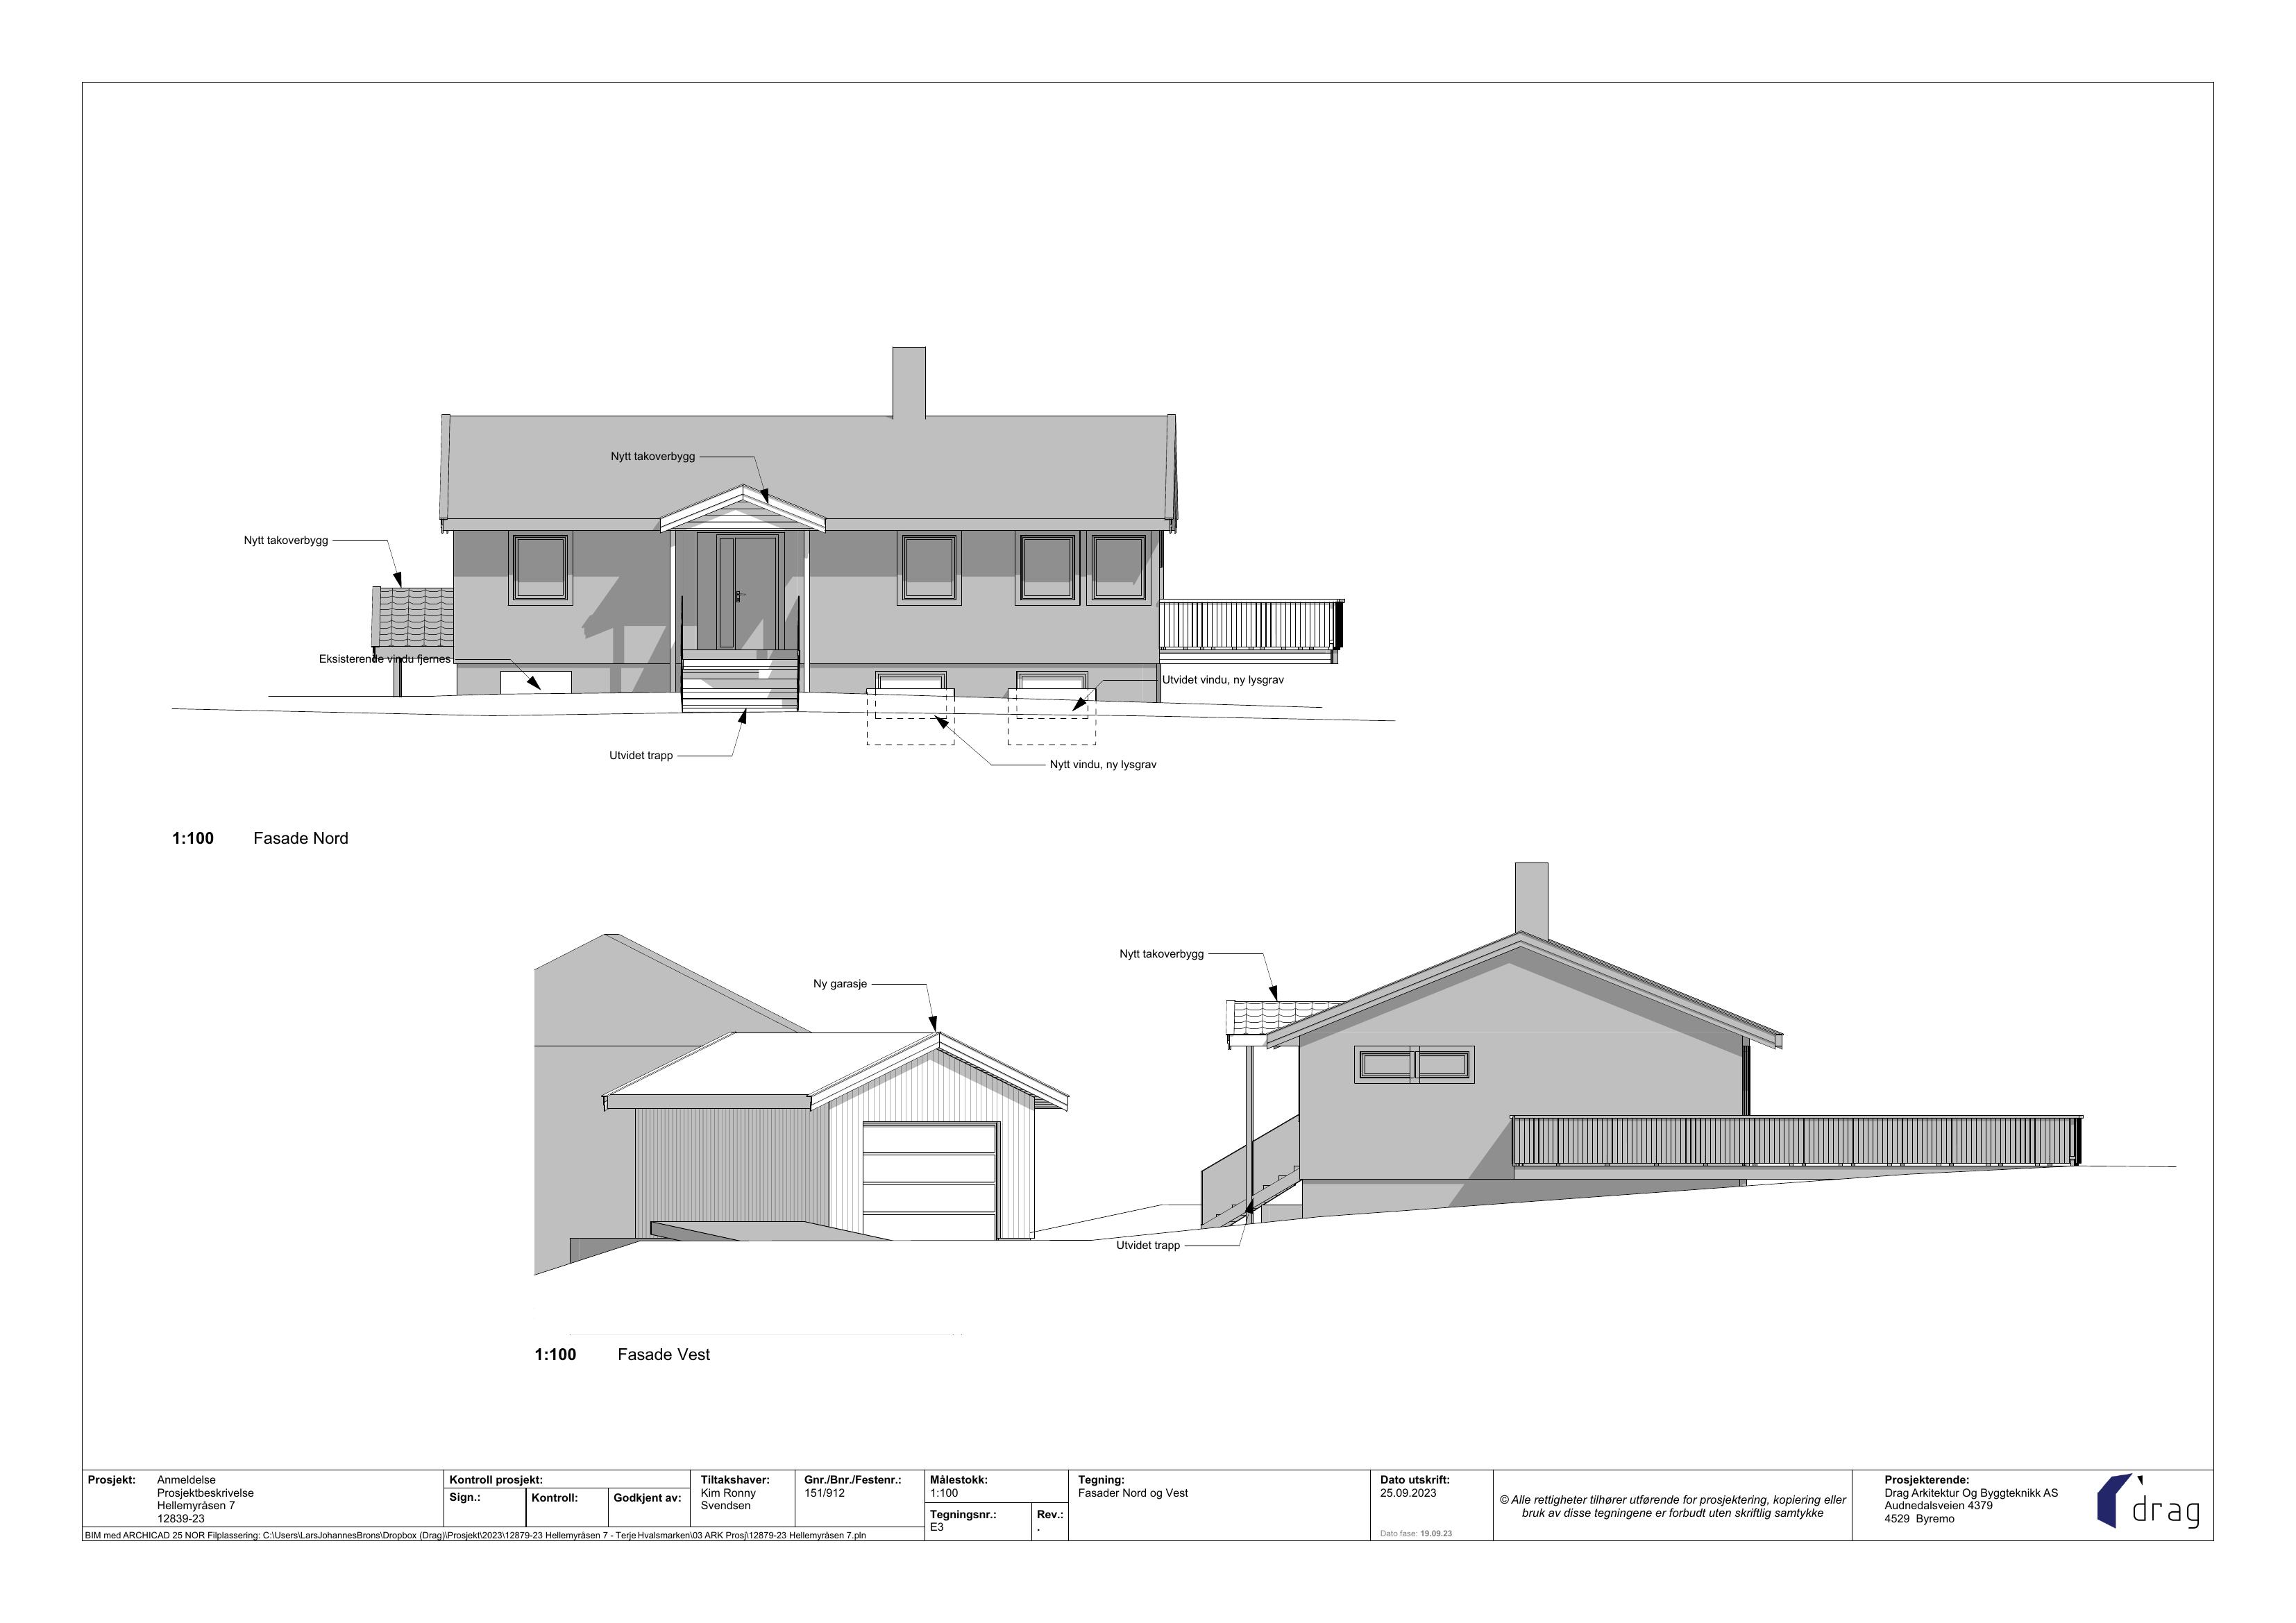 Nytt takoverbygg
Nytt takoverbygg
Eksisterende vindu fjernes
Utvidet vindu, ny lysgrav
Utvidet trapp
Nytt vindu, ny lysgrav
1:100 Fasade Nord
Nytt takoverbygg
Ny garasje
Utvidet trapp
1:100 Fasade Vest
Prosjekt: Anmeldelse
Prosjektbeskrivelse
Hellemyråsen 7
12839-23
Kontroll prosjekt:
Sign.: Kontroll: Godkjent av:
Tiltakshaver:
Kim Ronny
Svendsen
Gnr./Bnr./Festenr.:
151/912
Målestokk:
1:100
Tegningsnr.:
E3
Rev.:
.
Tegning:
Fasader Nord og Vest
Dato utskrift:
25.09.2023
Dato fase: 19.09.23
© Alle rettigheter tilhører utførende for prosjektering, kopiering eller
bruk av disse tegningene er forbudt uten skriftlig samtykke
Prosjekterende:
Drag Arkitektur Og Byggteknikk AS
Audnedalsveien 4379
4529 Byremo
drag
BIM med ARCHICAD 25 NOR Filplassering: C:\Users\LarsJohannesBrons\Dropbox (Drag)\Prosjekt\2023\12879-23 Hellemyråsen 7 - Terje Hvalsmarken\03 ARK Prosj\12879-23 Hellemyråsen 7.pln